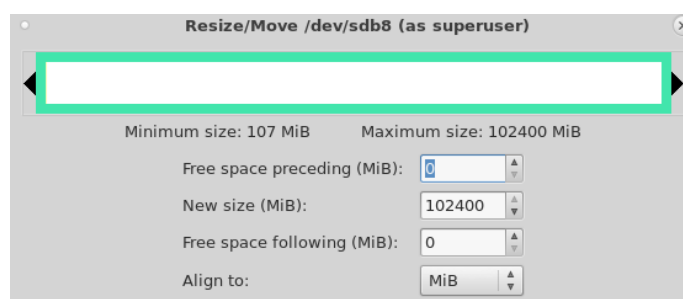 Resize/Move /dev/sdb8 (as superuser)
Minimum size: 107 MiB Maximum size: 102400 MiB
Free space preceding (MiB): 0
New size (MiB): 102400
Free space following (MiB): 0
Align to: MiB